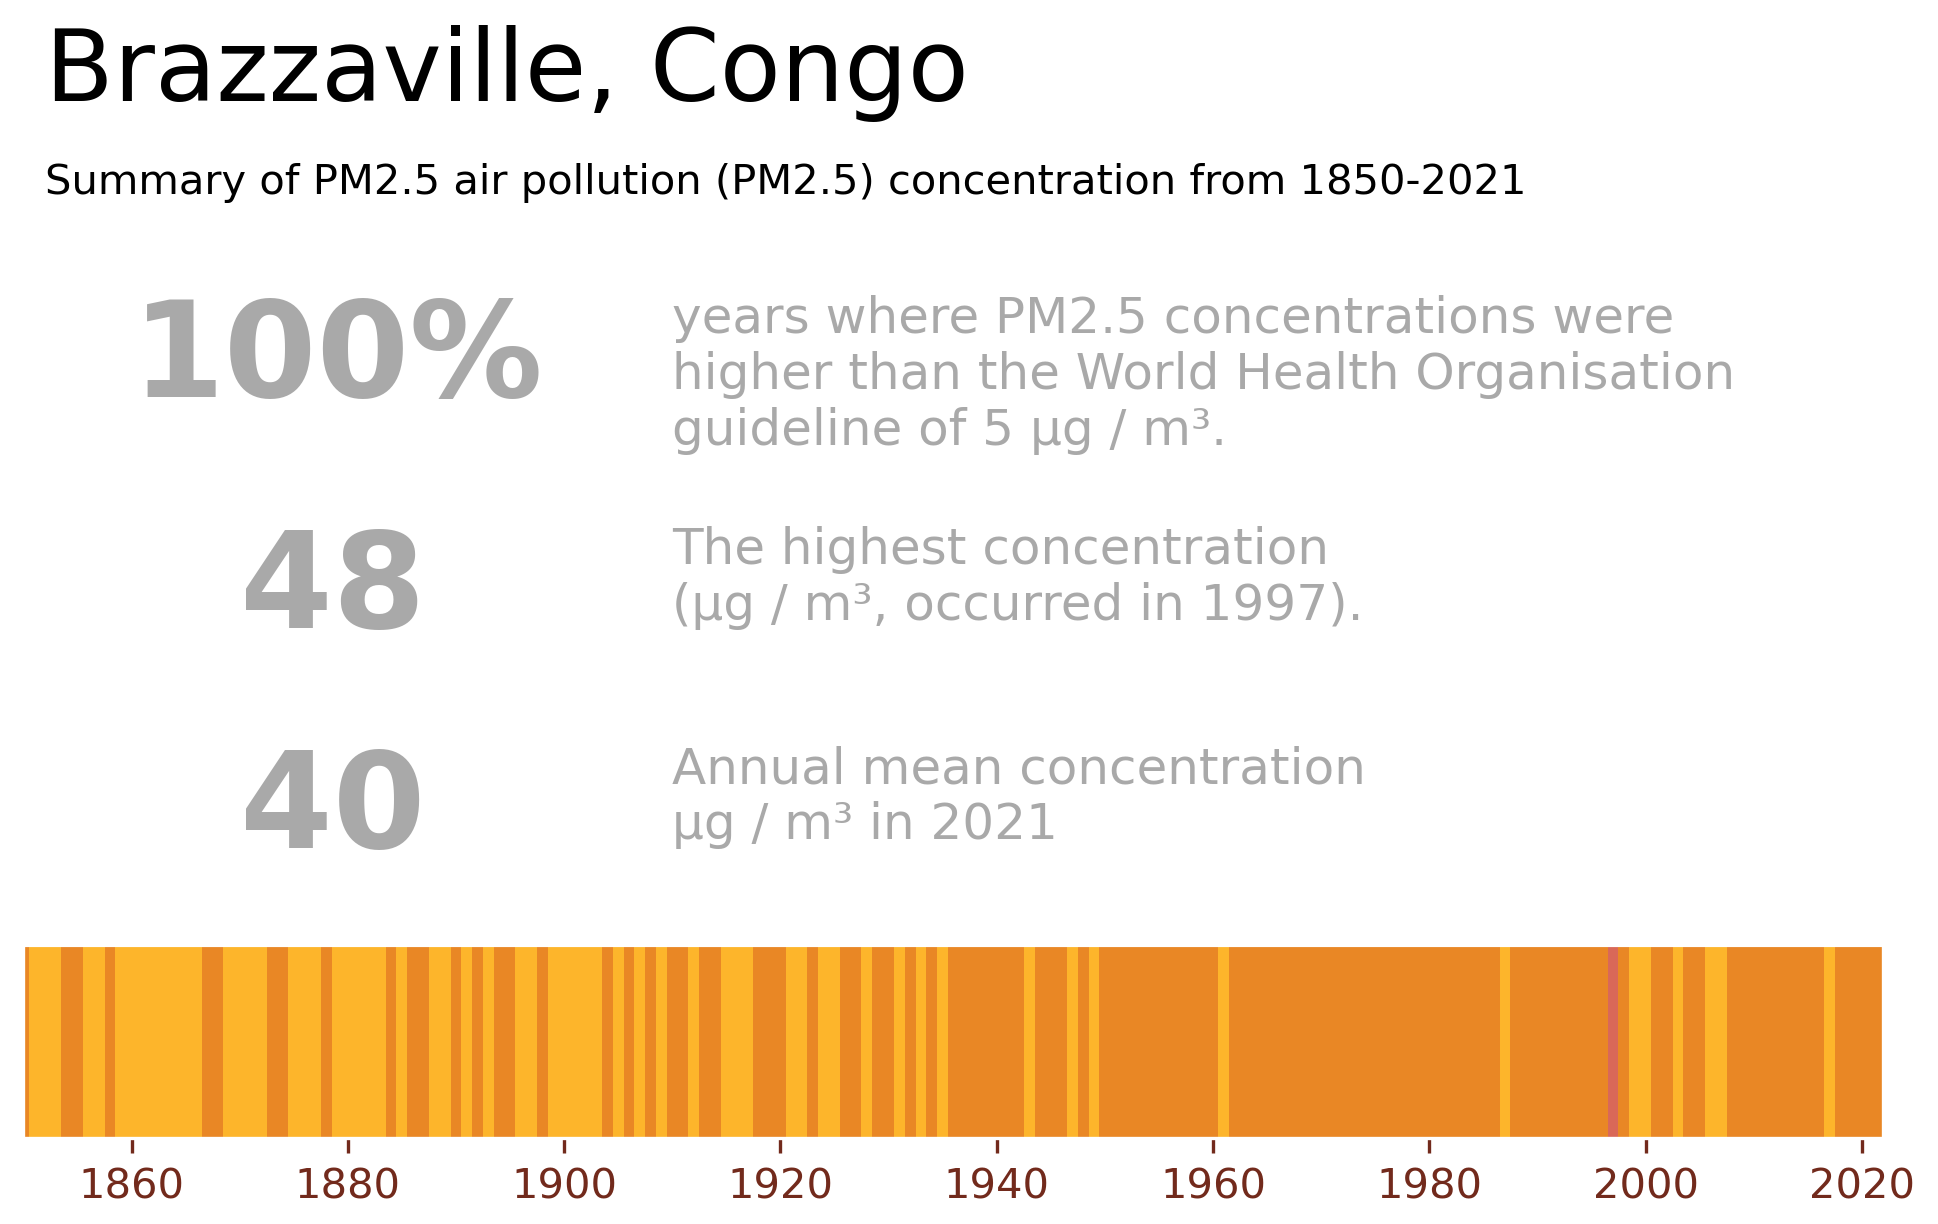 Brazzaville, Congo
Summary of PM2.5 air pollution (PM2.5) concentration from 1850-2021
100%
years where PM2.5 concentrations were
higher than the World Health Organisation
guideline of 5 µg / m³.
48
The highest concentration
(µg / m³, occurred in 1997).
40
Annual mean concentration
µg / m³ in 2021
1860 1880 1900 1920 1940 1960 1980 2000 2020